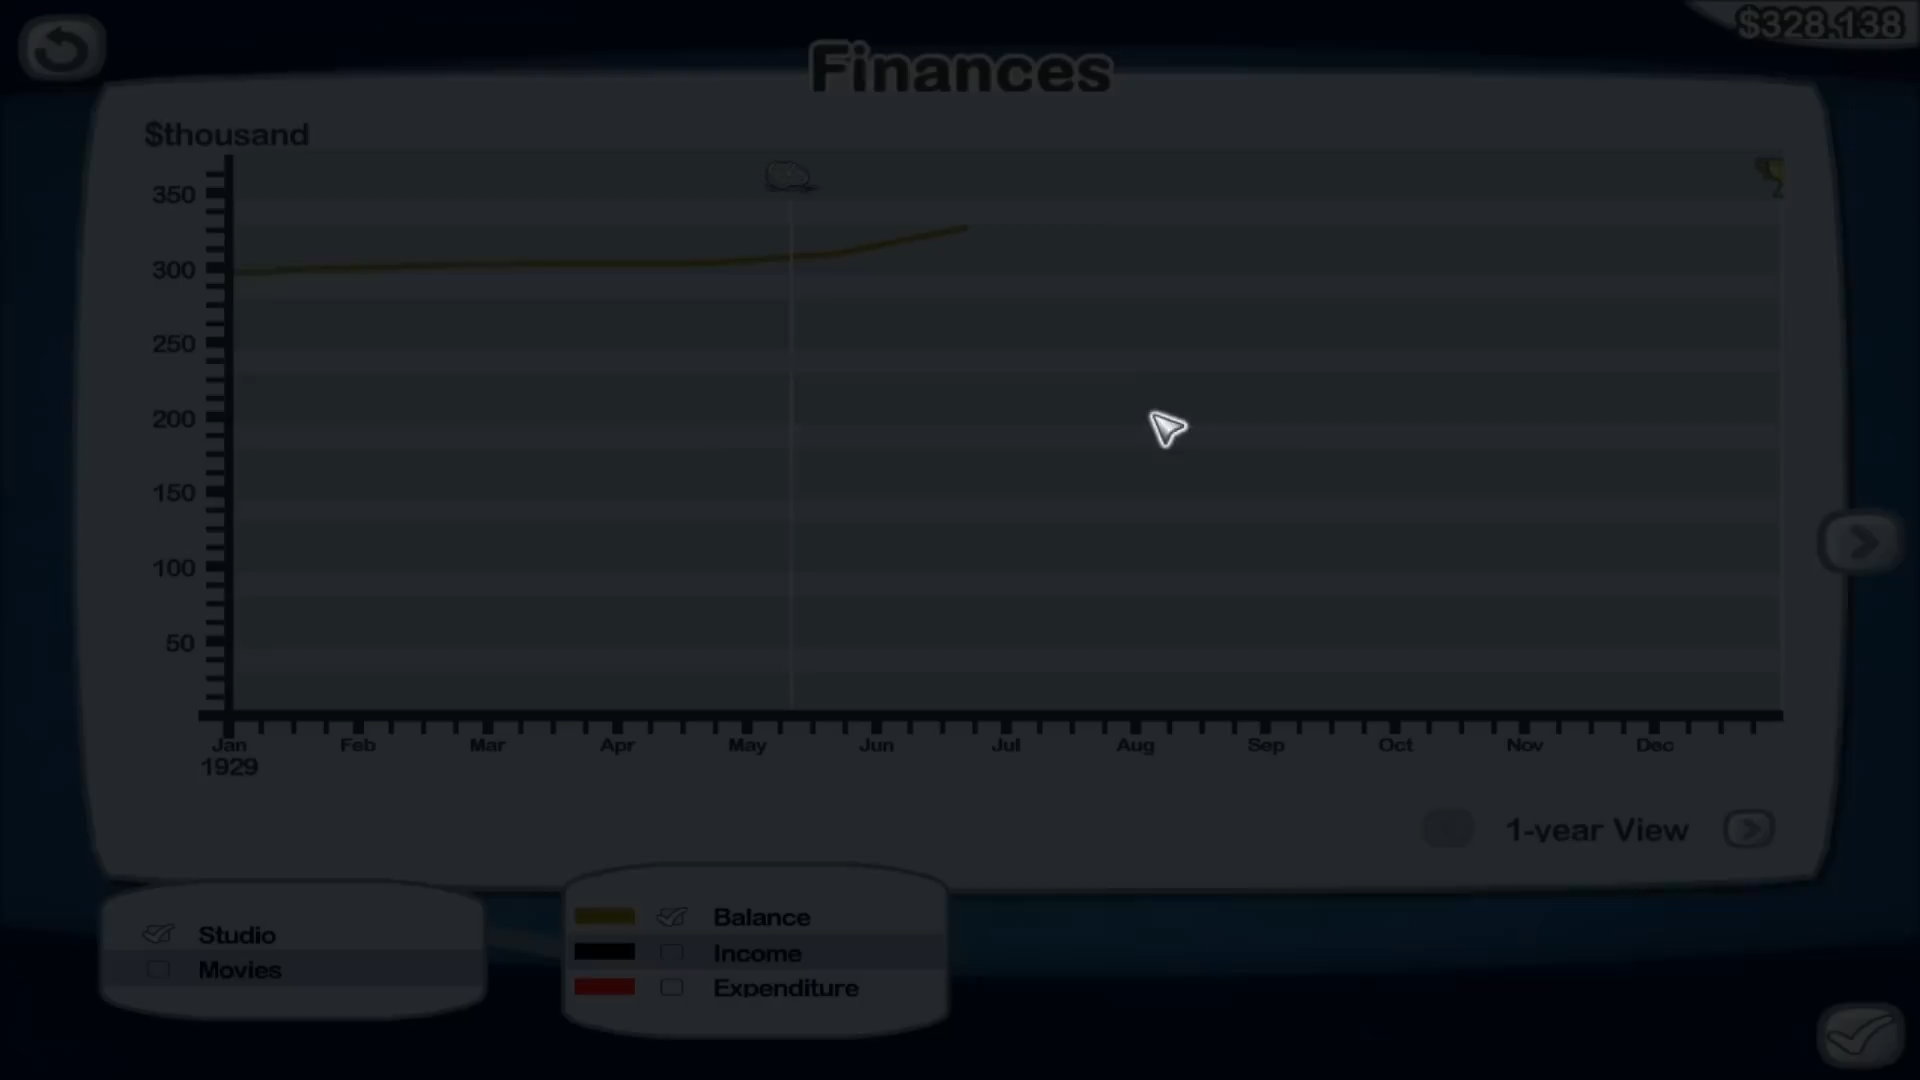 $328,138
Finances
$thousand
350
300
250
200
150
100
50
Jan Feb Mar Apr May Jun Jul Aug Sep Oct Nov Dec
1929
1-year View
Studio
Movies
Balance
Income
Expenditure